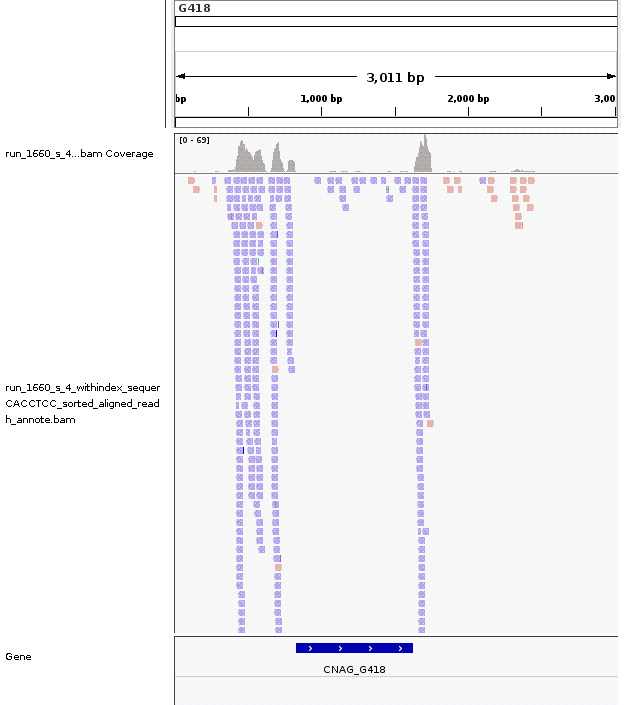 G418
3,011 bp
bp
1,000 bp
2,000 bp
3,00
[0 - 69]
run_1660_s_4...bam Coverage
run_1660_s_4_withindex_sequer
CACCTCC_sorted_aligned_read
h_annote.bam
Gene
CNAG_G418